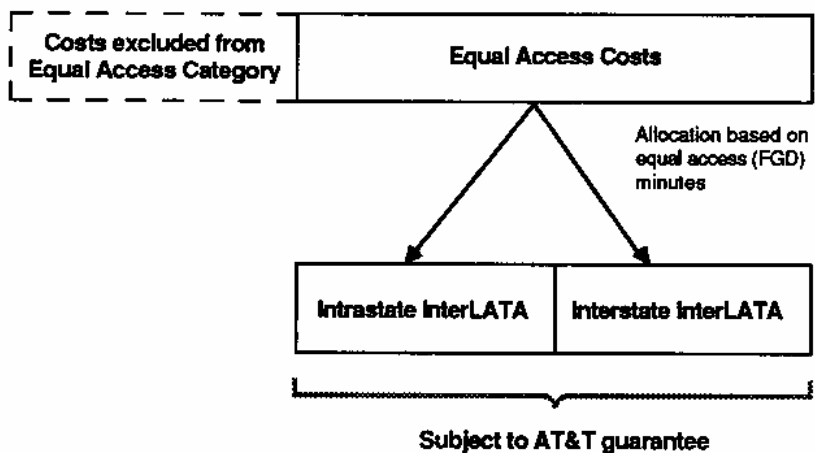 Costs excluded from
Equal Access Category
Equal Access Costs
Allocation based on
equal access (FGD)
minutes
Intrastate InterLATA
Interstate InterLATA
Subject to AT&T guarantee